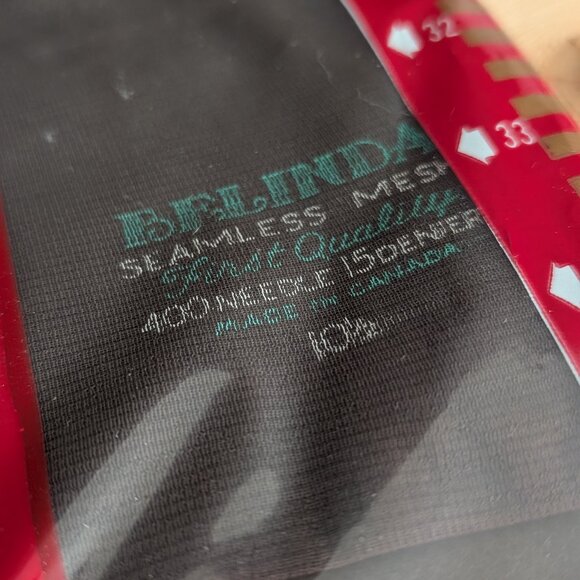 BELINDA
SEAMLESS MESH
First Quality
400 NEEDLE 15 DENIER
MADE IN CANADA
10½
32
33